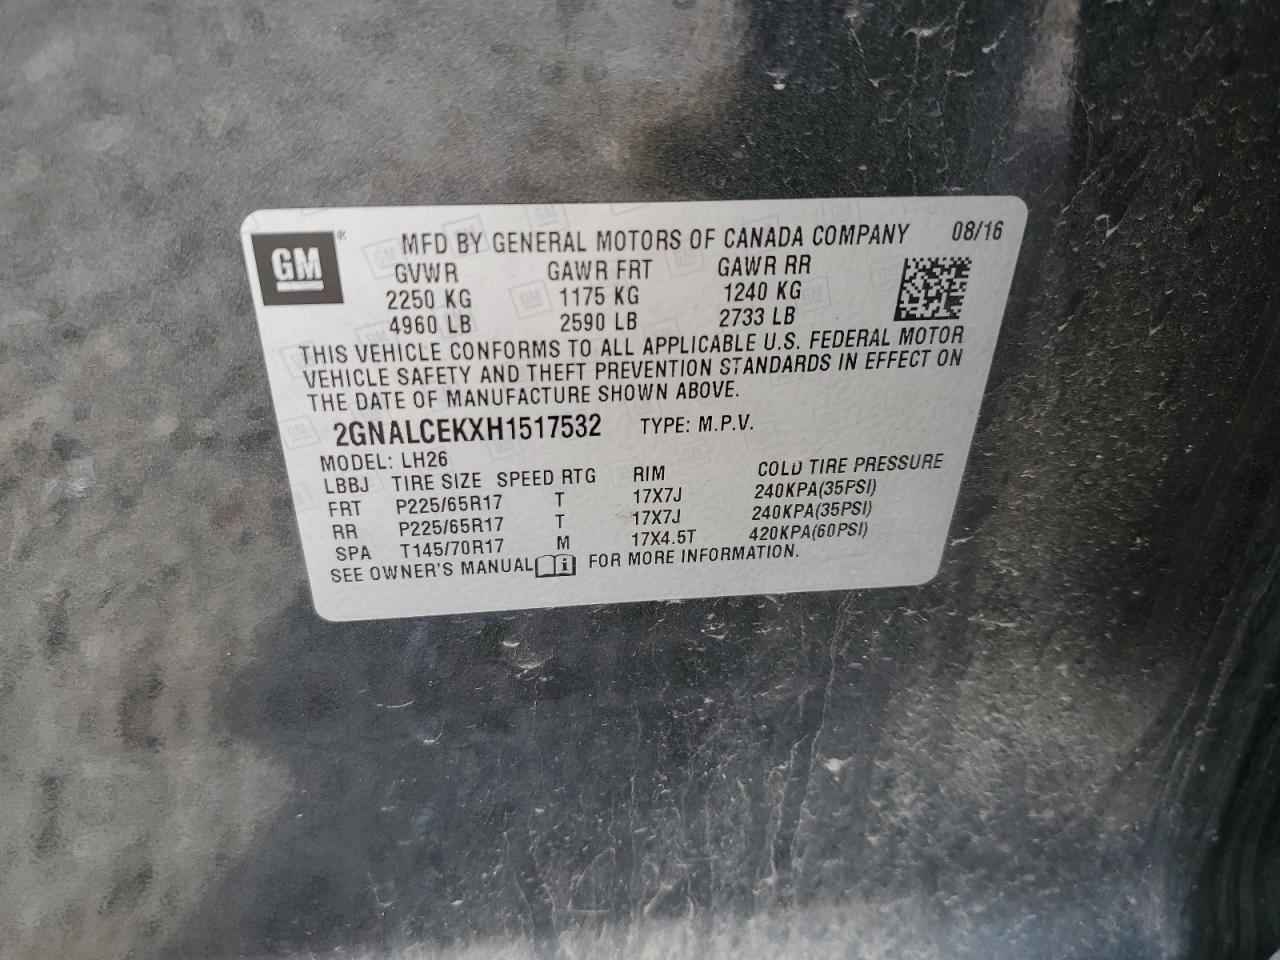 GM ® MFD BY GENERAL MOTORS OF CANADA COMPANY 08/16
GVWR GAWR FRT GAWR RR
2250 KG 1175 KG 1240 KG
4960 LB 2590 LB 2733 LB
THIS VEHICLE CONFORMS TO ALL APPLICABLE U.S. FEDERAL MOTOR
VEHICLE SAFETY AND THEFT PREVENTION STANDARDS IN EFFECT ON
THE DATE OF MANUFACTURE SHOWN ABOVE.
2GNALCEKXH1517532 TYPE: M.P.V.
MODEL: LH26
LBBJ TIRE SIZE SPEED RTG RIM COLD TIRE PRESSURE
FRT P225/65R17 T 17X7J 240KPA(35PSI)
RR P225/65R17 T 17X7J 240KPA(35PSI)
SPA T145/70R17 M 17X4.5T 420KPA(60PSI)
SEE OWNER'S MANUAL FOR MORE INFORMATION.